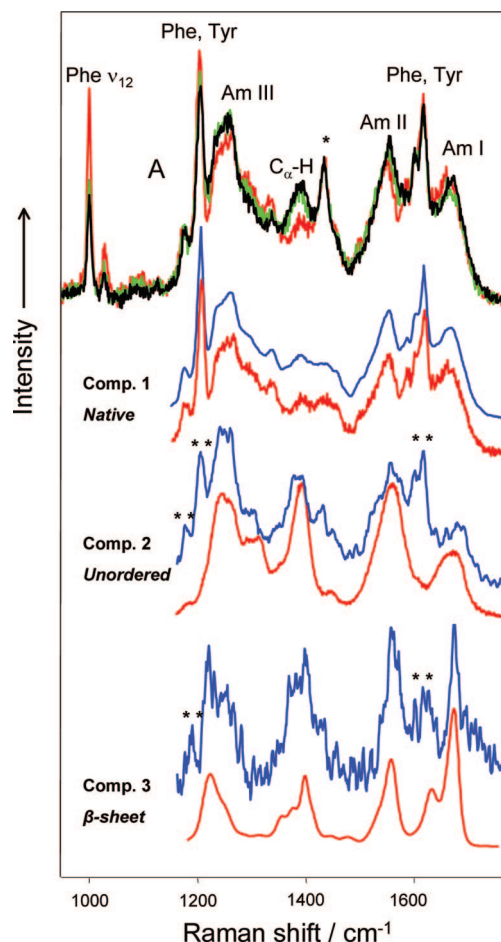 Phe, Tyr
Phe ν12
Phe, Tyr
Am III
*
Am II
Am I
A
Cα-H
Intensity
Comp. 1
Native
* *
* *
* *
Comp. 2
Unordered
* *
* *
Comp. 3
β-sheet
1000 1200 1400 1600
Raman shift / cm-1